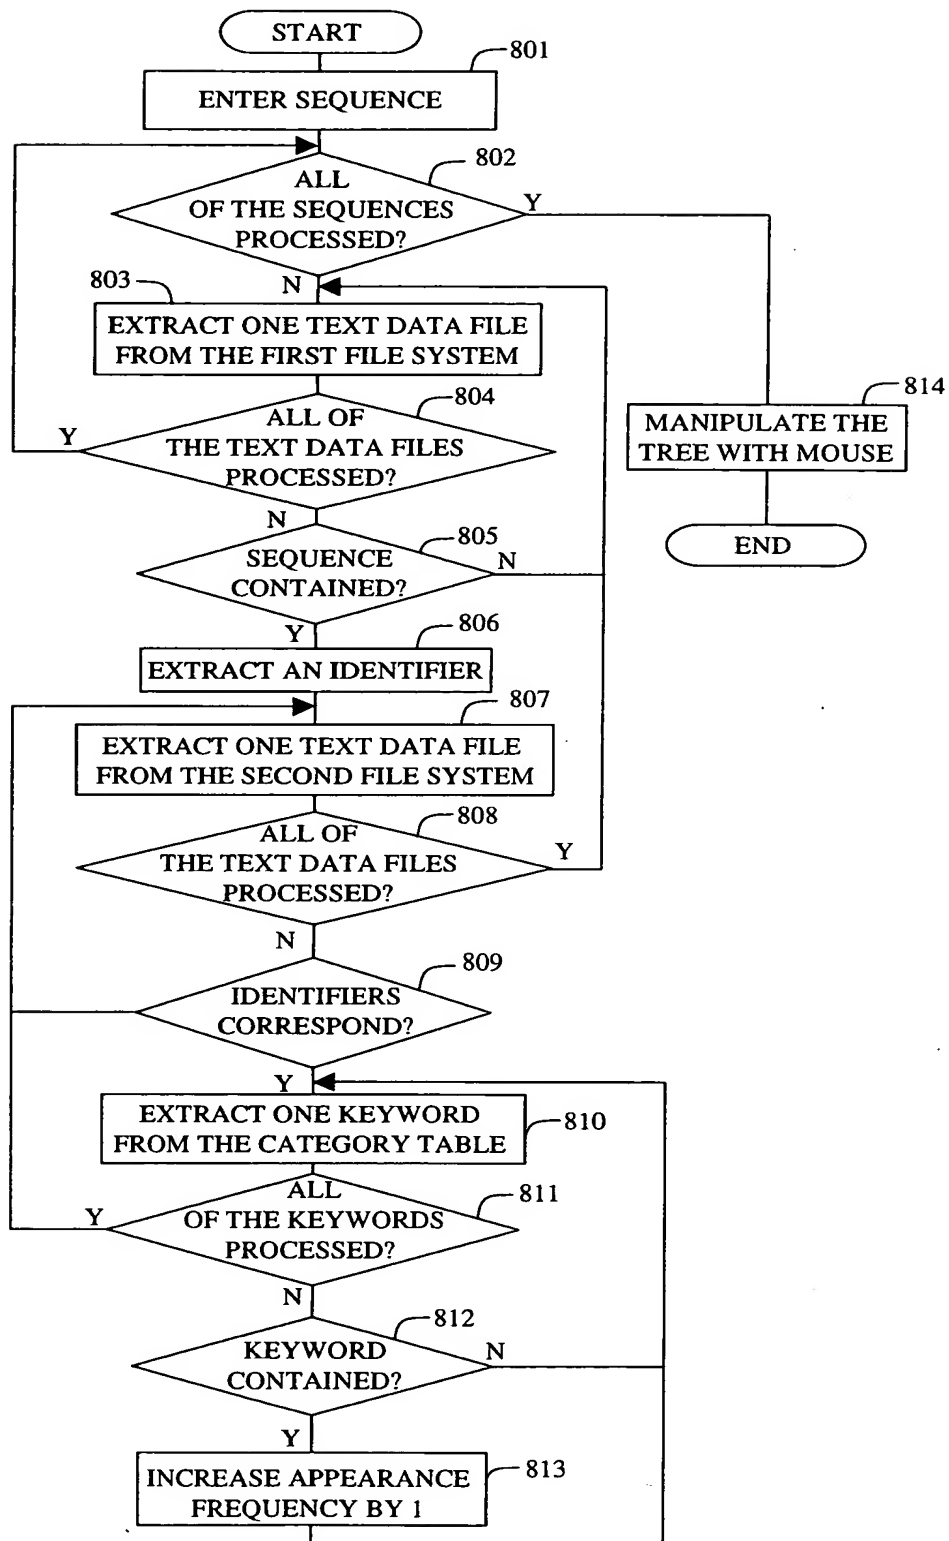 START
801
ENTER SEQUENCE
802
ALL
OF THE SEQUENCES
PROCESSED?
Y
N
803
EXTRACT ONE TEXT DATA FILE
FROM THE FIRST FILE SYSTEM
804
ALL OF
THE TEXT DATA FILES
PROCESSED?
Y
814
MANIPULATE THE
TREE WITH MOUSE
END
N
805
SEQUENCE
CONTAINED?
N
Y
806
EXTRACT AN IDENTIFIER
807
EXTRACT ONE TEXT DATA FILE
FROM THE SECOND FILE SYSTEM
808
ALL OF
THE TEXT DATA FILES
PROCESSED?
Y
N
809
IDENTIFIERS
CORRESPOND?
Y
EXTRACT ONE KEYWORD
FROM THE CATEGORY TABLE
810
ALL
OF THE KEYWORDS
PROCESSED?
811
Y
N
812
KEYWORD
CONTAINED?
N
Y
INCREASE APPEARANCE
FREQUENCY BY 1
813